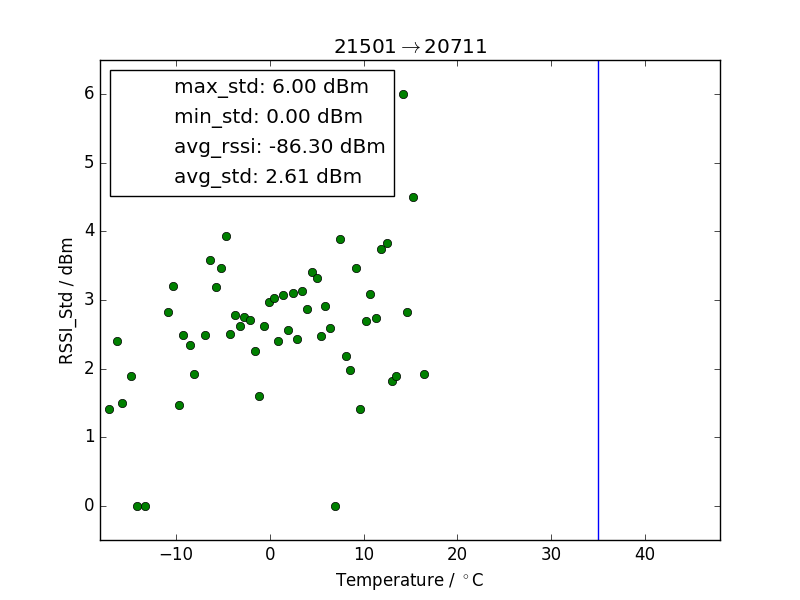 21501→20711
max_std: 6.00 dBm
min_std: 0.00 dBm
avg_rssi: -86.30 dBm
avg_std: 2.61 dBm
RSSI_Std / dBm
6
5
4
3
2
1
0
−10 0 10 20 30 40
Temperature / °C